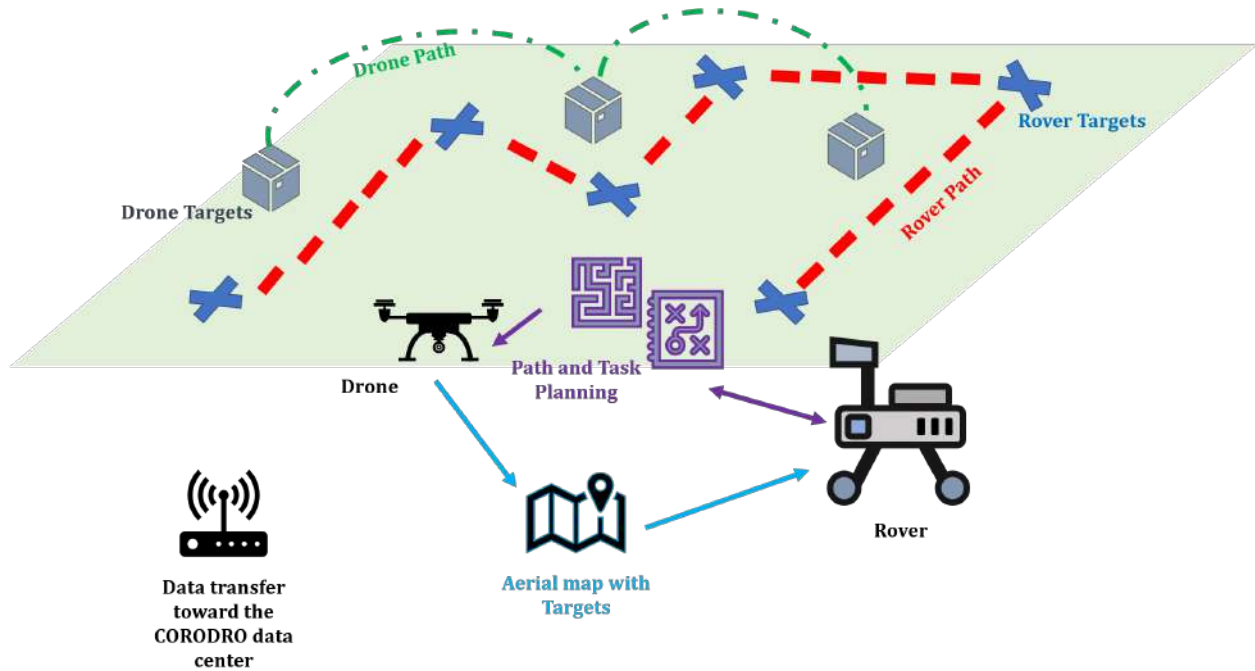 Drone Path
Rover Targets
Rover Path
Drone Targets
Drone
Path and Task
Planning
Rover
Aerial map with
Targets
Data transfer
toward the
CORODRO data
center